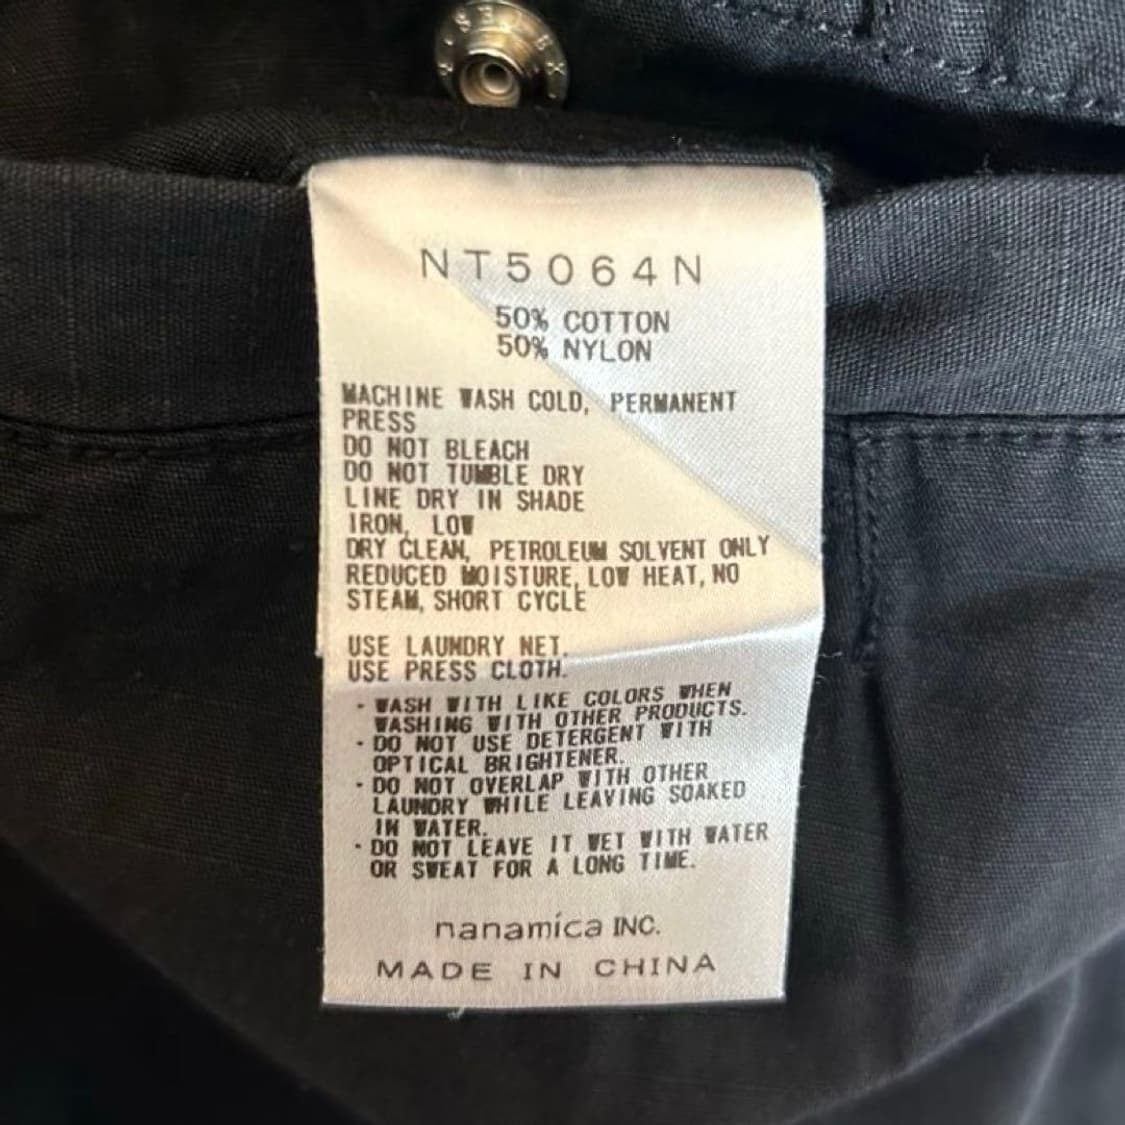 NT5064N
50% COTTON
50% NYLON
MACHINE WASH COLD, PERMANENT
PRESS
DO NOT BLEACH
DO NOT TUMBLE DRY
LINE DRY IN SHADE
IRON, LOW
DRY CLEAN, PETROLEUM SOLVENT ONLY
REDUCED MOISTURE, LOW HEAT, NO
STEAM, SHORT CYCLE
USE LAUNDRY NET.
USE PRESS CLOTH.
· WASH WITH LIKE COLORS WHEN
WASHING WITH OTHER PRODUCTS.
· DO NOT USE DETERGENT WITH
OPTICAL BRIGHTENER.
· DO NOT OVERLAP WITH OTHER
LAUNDRY WHILE LEAVING SOAKED
IN WATER.
· DO NOT LEAVE IT WET WITH WATER
OR SWEAT FOR A LONG TIME.
nanamica INC.
MADE IN CHINA